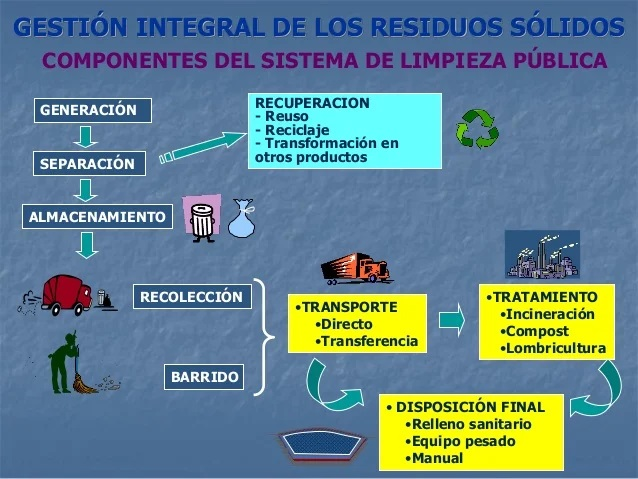 GESTIÓN INTEGRAL DE LOS RESIDUOS SÓLIDOS
COMPONENTES DEL SISTEMA DE LIMPIEZA PÚBLICA
GENERACIÓN
RECUPERACION
- Reuso
- Reciclaje
- Transformación en
otros productos
SEPARACIÓN
ALMACENAMIENTO
RECOLECCIÓN
BARRIDO
•TRANSPORTE
•Directo
•Transferencia
•TRATAMIENTO
•Incineración
•Compost
•Lombricultura
• DISPOSICIÓN FINAL
•Relleno sanitario
•Equipo pesado
•Manual